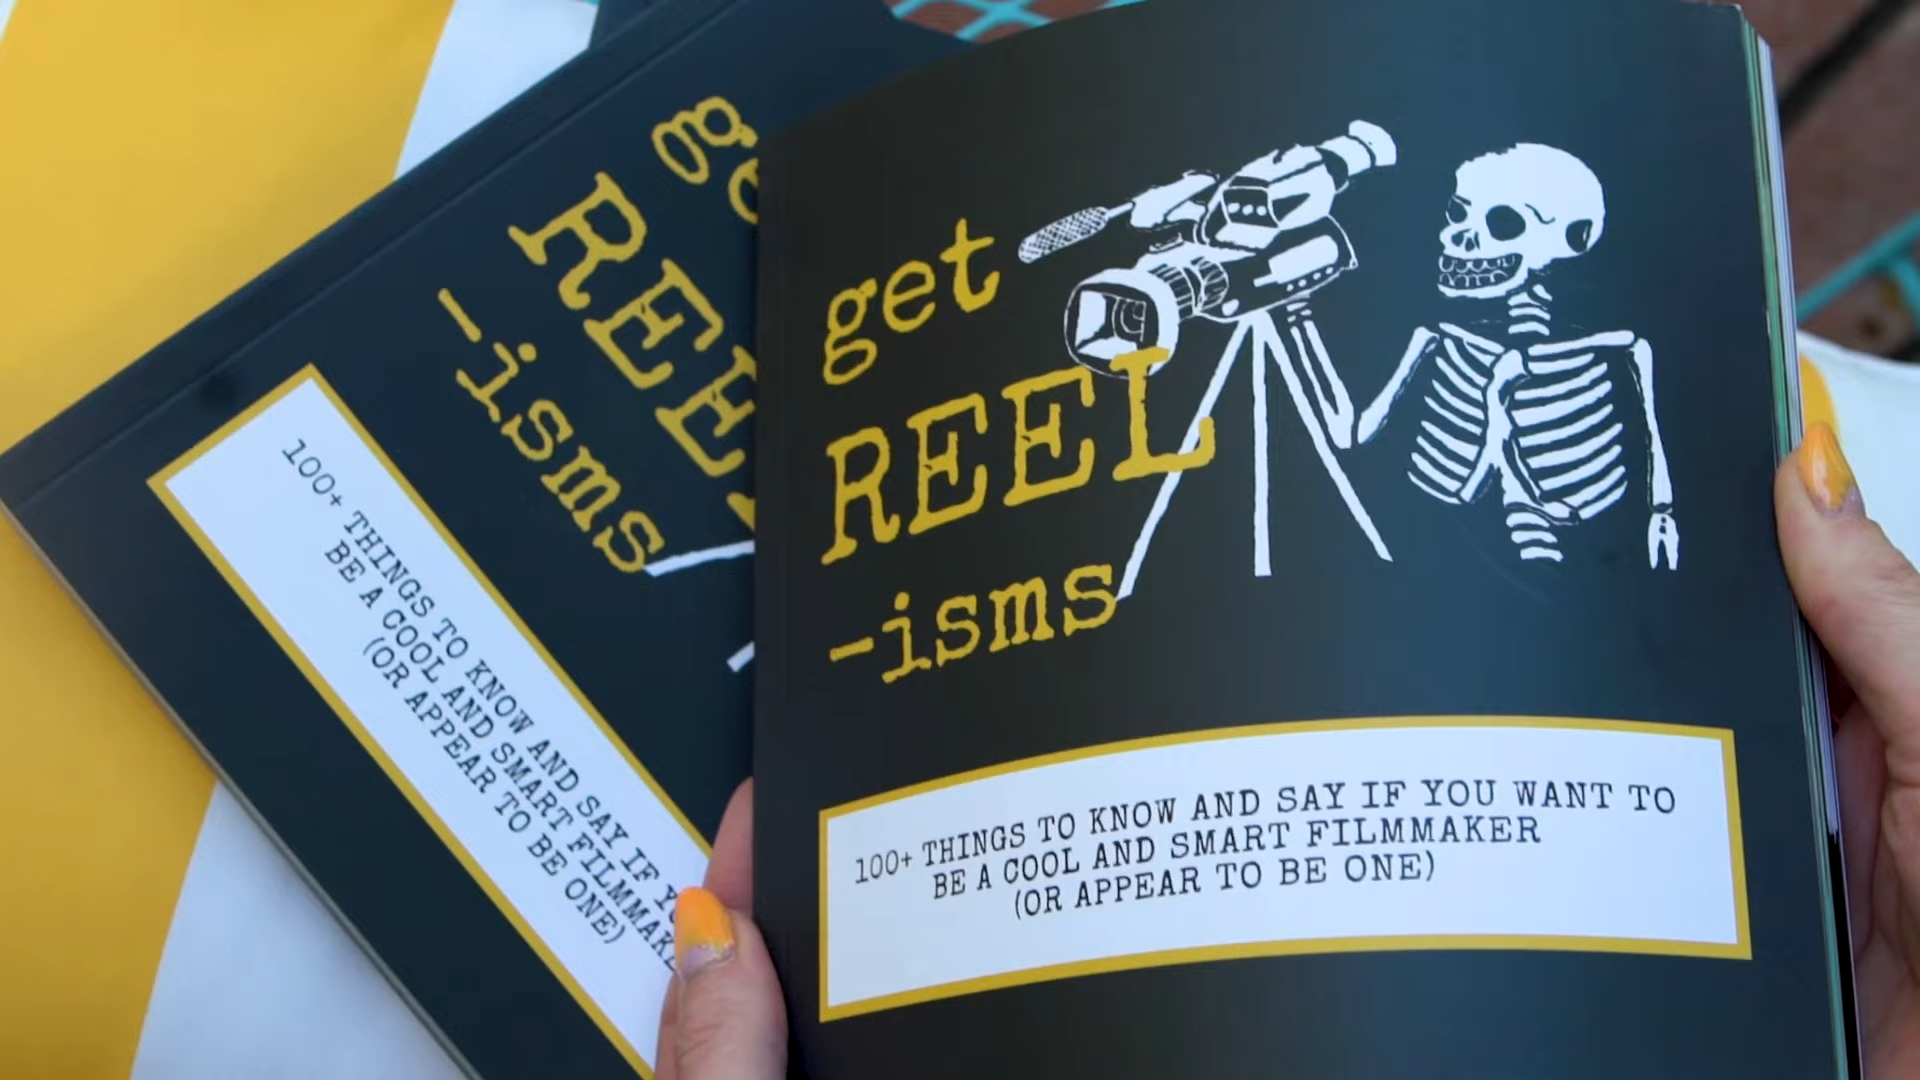 ge
REE
-isms
100+ THINGS TO KNOW AND SAY IF
BE A COOL AND SMART
(OR APPEAR TO BE ONE)
get
REEL
-isms
100+ THINGS TO KNOW AND SAY IF YOU WANT TO
BE A COOL AND SMART FILMMAKER
(OR APPEAR TO BE ONE)